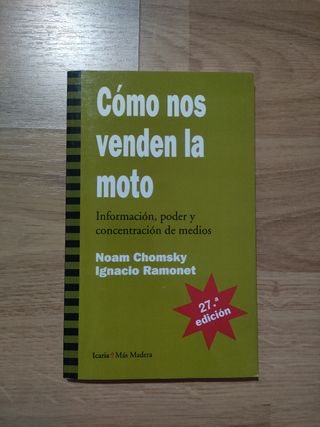 Cómo nos
venden la
moto
Información, poder y
concentración de medios
Noam Chomsky
Ignacio Ramonet
27.ª
edición
Icaria Más Madera